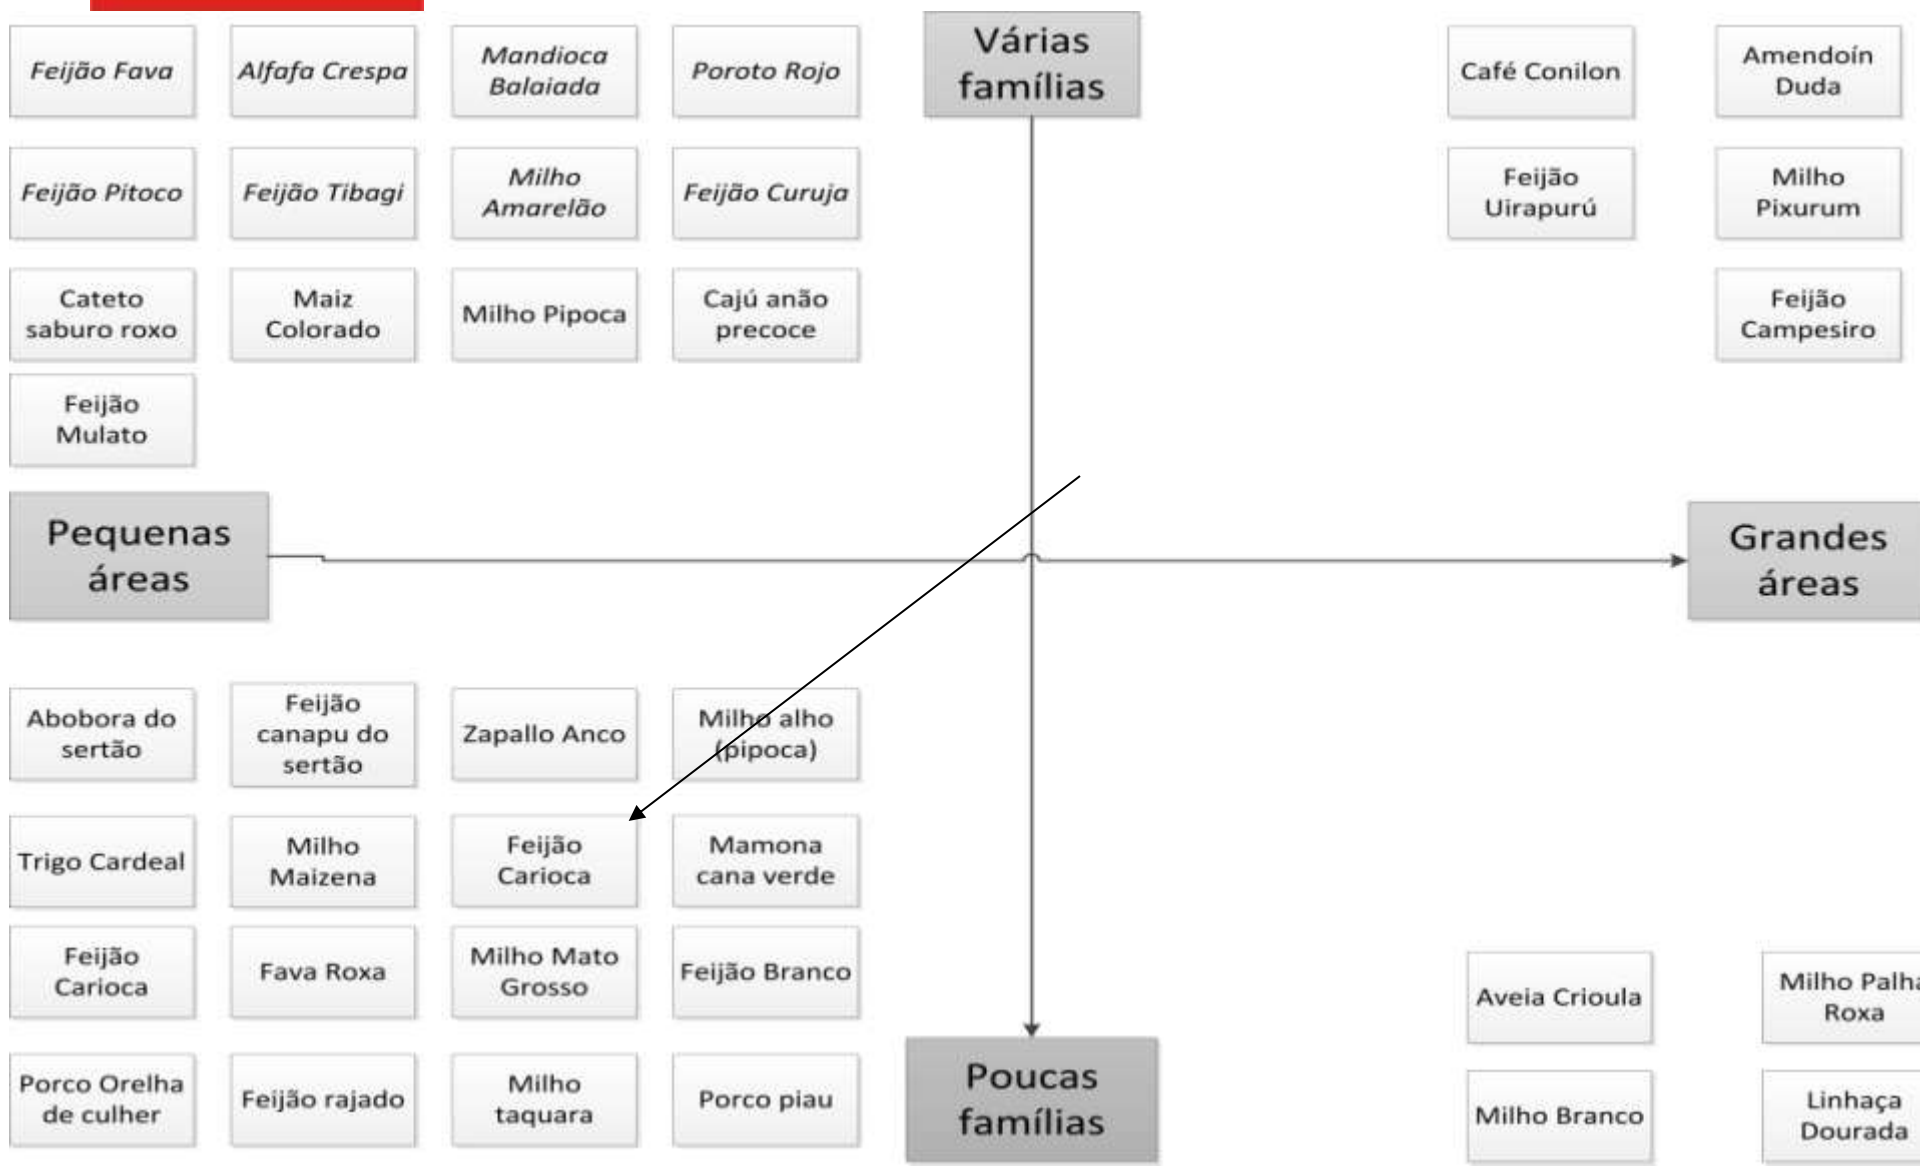 Várias
famílias
Feijão Fava
Alfafa Crespa
Mandioca
Balaiada
Poroto Rojo
Café Conilon
Amendoín
Duda
Feijão Pitoco
Feijão Tibagi
Milho
Amarelão
Feijão Curuja
Feijão
Uirapurú
Milho
Pixurum
Cateto
saburo roxo
Maiz
Colorado
Milho Pipoca
Cajú anão
precoce
Feijão
Campesiro
Feijão
Mulato
Pequenas
áreas
Grandes
áreas
Abobora do
sertão
Feijão
canapu do
sertão
Zapallo Anco
Milho alho
(pipoca)
Trigo Cardeal
Milho
Maizena
Feijão
Carioca
Mamona
cana verde
Feijão
Carioca
Fava Roxa
Milho Mato
Grosso
Feijão Branco
Aveia Crioula
Milho Palha
Roxa
Porco Orelha
de culher
Feijão rajado
Milho
taquara
Porco piau
Poucas
famílias
Milho Branco
Linhaça
Dourada